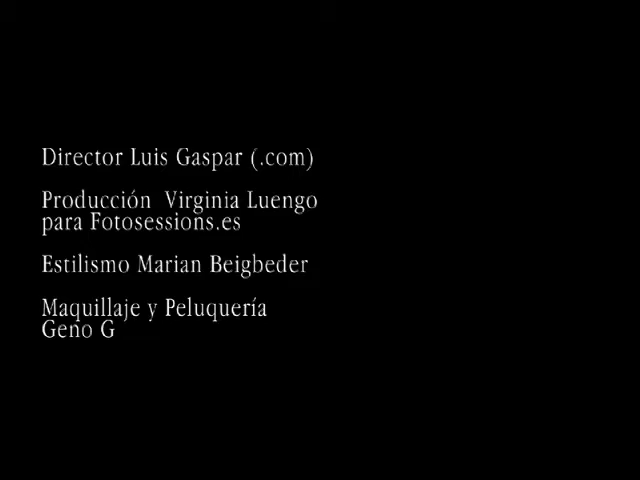 Director Luis Gaspar (.com)
Producción Virginia Luengo
para Fotosessions.es
Estilismo Marian Beigbeder
Maquillaje y Peluquería
Geno G